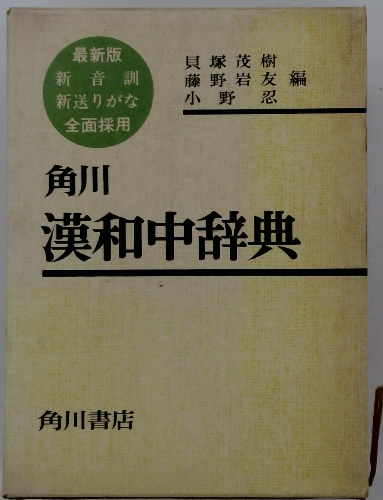 最新版
新音訓
新送りがな
全面採用
貝塚茂樹
藤野岩友 編
小野忍
角川
漢和中辞典
角川書店